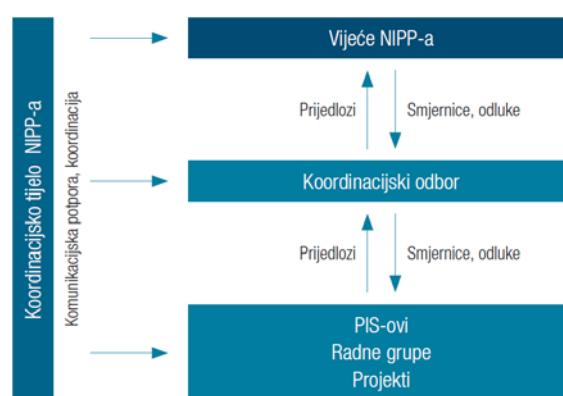 Koordinacijsko tijelo NIPP-a
Komunikacijska potpora, koordinacija
Vijeće NIPP-a
Prijedlozi
Smjernice, odluke
Koordinacijski odbor
Prijedlozi
Smjernice, odluke
PIS-ovi
Radne grupe
Projekti